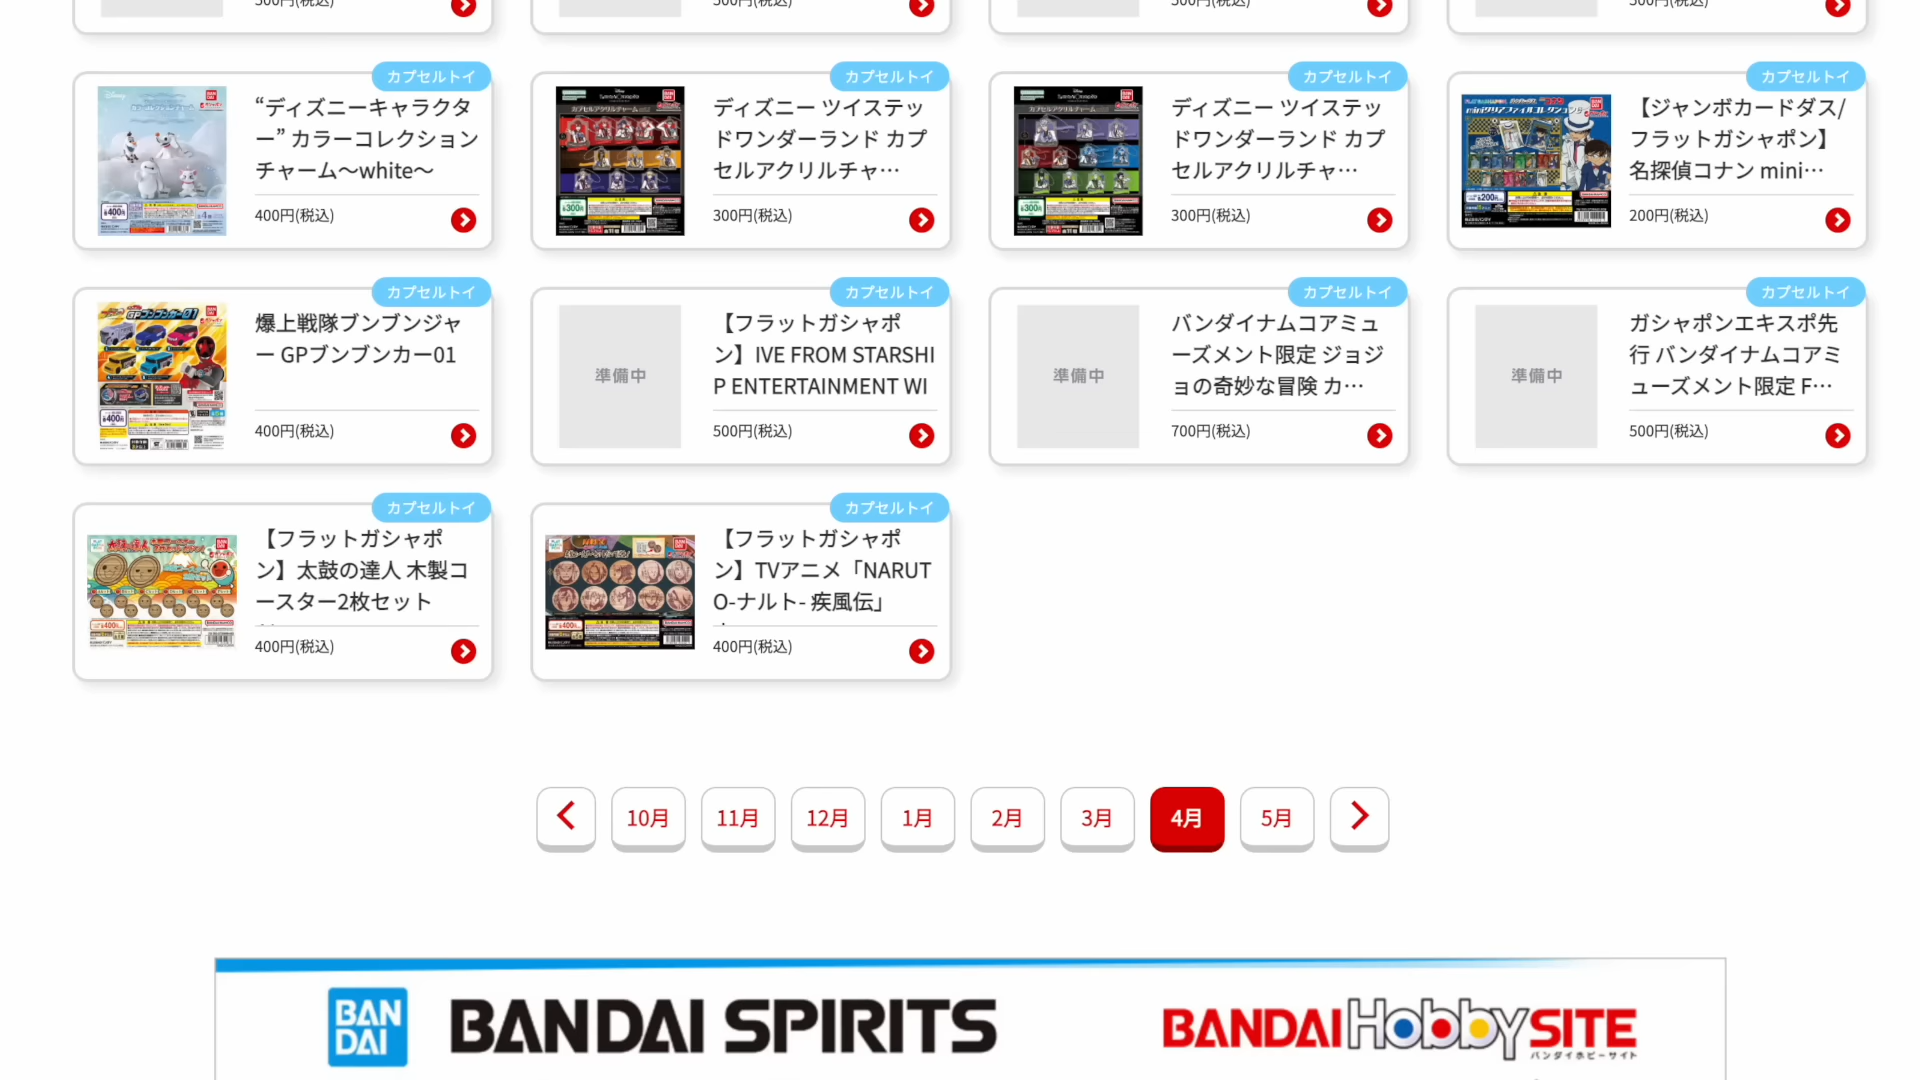 カプセルトイ
カプセルトイ
カプセルトイ
カプセルトイ
“ディズニーキャラクタ
ー” カラーコレクション
チャーム～white～
400円(税込)
ディズニー ツイステッ
ドワンダーランド カプ
セルアクリルチャ…
300円(税込)
ディズニー ツイステッ
ドワンダーランド カプ
セルアクリルチャ…
300円(税込)
【ジャンボカードダス/
フラットガシャポン】
名探偵コナン mini…
200円(税込)
カプセルトイ
カプセルトイ
カプセルトイ
カプセルトイ
爆上戦隊ブンブンジャ
ー GPブンブンカー01
400円(税込)
準備中
【フラットガシャポ
ン】IVE FROM STARSHI
P ENTERTAINMENT WI
500円(税込)
準備中
バンダイナムコアミュ
ーズメント限定 ジョジ
ョの奇妙な冒険 カ…
700円(税込)
準備中
ガシャポンエキスポ先
行 バンダイナムコアミ
ューズメント限定 F…
500円(税込)
カプセルトイ
カプセルトイ
【フラットガシャポ
ン】太鼓の達人 木製コ
ースター2枚セット
400円(税込)
【フラットガシャポ
ン】TVアニメ「NARUT
O-ナルト- 疾風伝」
400円(税込)
10月 11月 12月 1月 2月 3月 4月 5月
BAN
DAI
BANDAI SPIRITS
BANDAI Hobby SITE
バンダイホビーサイト